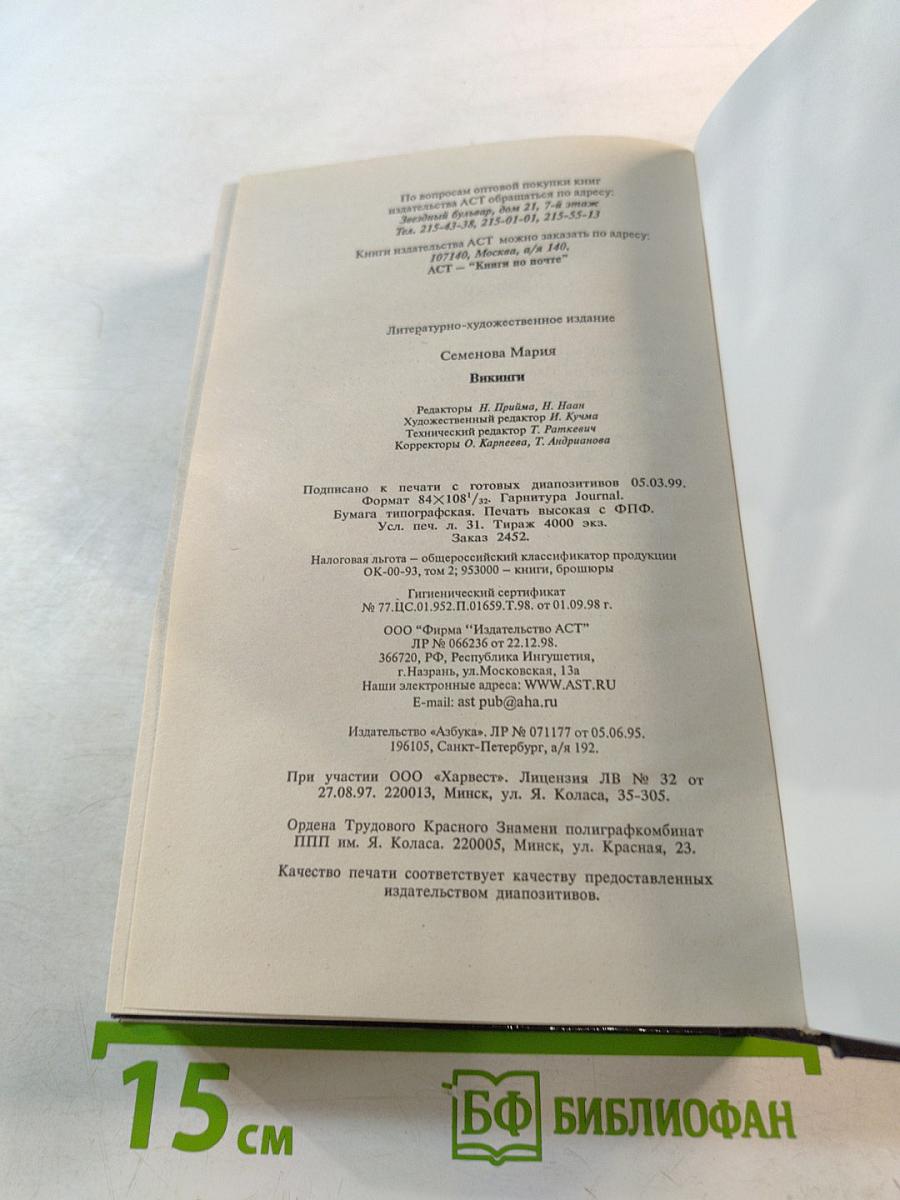 По вопросам оптовой покупки книг
издательства АСТ обращаться по адресу:
Звездный бульвар, дом 21, 7-й этаж
Тел. 215-43-38, 215-01-01, 215-55-13
Книги издательства АСТ можно заказать по адресу:
107140, Москва, а/я 140,
АСТ – "Книги по почте"
Литературно-художественное издание
Семенова Мария
Викинги
Редакторы Н. Прийма, Н. Наан
Художественный редактор И. Кучма
Технический редактор Т. Раткевич
Корректоры О. Карпеева, Т. Андрианова
Подписано к печати с готовых диапозитивов 05.03.99.
Формат 84×108¹/₃₂. Гарнитура Journal.
Бумага типографская. Печать высокая с ФПФ.
Усл. печ. л. 31. Тираж 4000 экз.
Заказ 2452.
Налоговая льгота – общероссийский классификатор продукции
ОК-00-93, том 2; 953000 – книги, брошюры
Гигиенический сертификат
№ 77.ЦС.01.952.П.01659.Т.98. от 01.09.98 г.
ООО "Фирма "Издательство АСТ"
ЛР № 066236 от 22.12.98.
366720, РФ, Республика Ингушетия,
г.Назрань, ул.Московская, 13а
Наши электронные адреса: WWW.AST.RU
E-mail: ast pub@aha.ru
Издательство «Азбука». ЛР № 071177 от 05.06.95.
196105, Санкт-Петербург, а/я 192.
При участии ООО «Харвест». Лицензия ЛВ № 32 от
27.08.97. 220013, Минск, ул. Я. Коласа, 35-305.
Ордена Трудового Красного Знамени полиграфкомбинат
ППП им. Я. Коласа. 220005, Минск, ул. Красная, 23.
Качество печати соответствует качеству предоставленных
издательством диапозитивов.
15 см
БФ БИБЛИОФАН